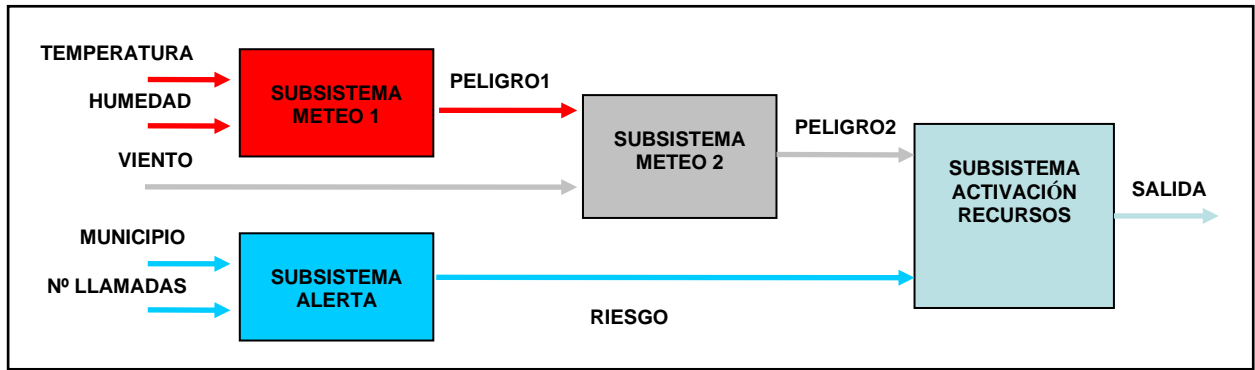 TEMPERATURA
HUMEDAD
VIENTO
SUBSISTEMA
METEO 1
PELIGRO1
SUBSISTEMA
METEO 2
PELIGRO2
SUBSISTEMA
ACTIVACIÓN
RECURSOS
SALIDA
MUNICIPIO
Nº LLAMADAS
SUBSISTEMA
ALERTA
RIESGO